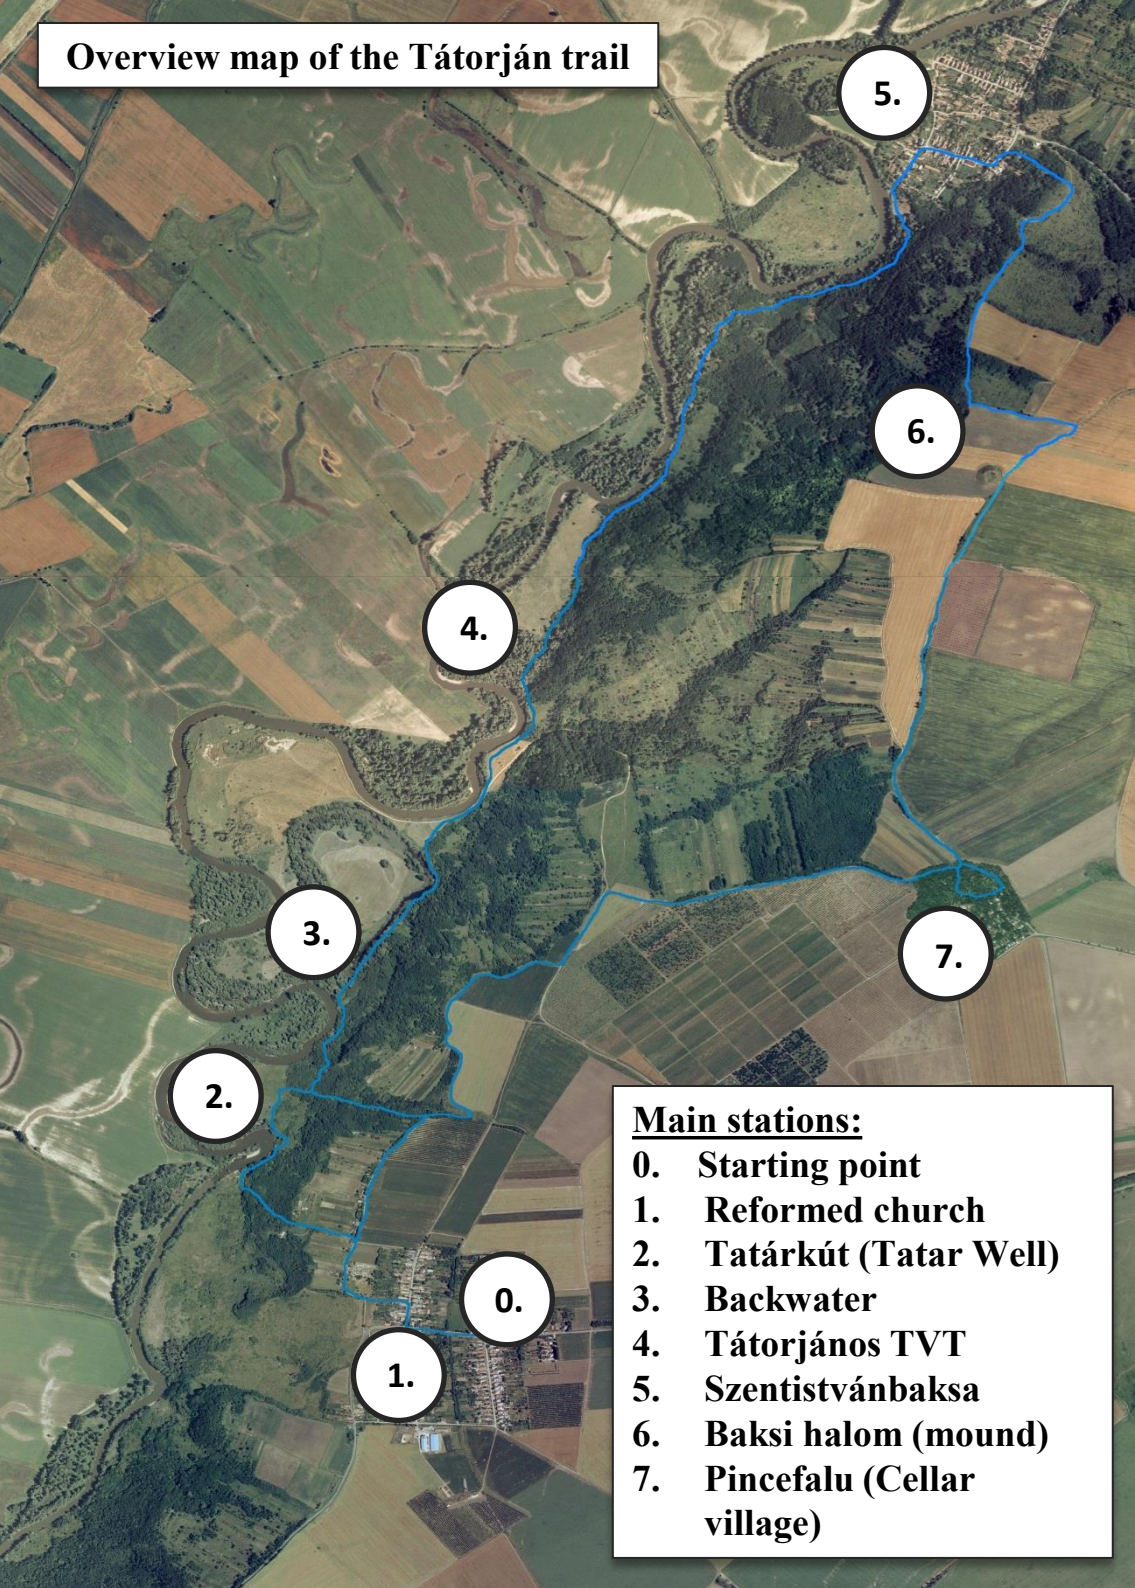 Overview map of the Tátorján trail
5.
6.
4.
3.
7.
2.
0.
1.
Main stations:
0. Starting point
1. Reformed church
2. Tatárkút (Tatar Well)
3. Backwater
4. Tátorjános TVT
5. Szentistvánbaksa
6. Baksi halom (mound)
7. Pincefalu (Cellar
village)